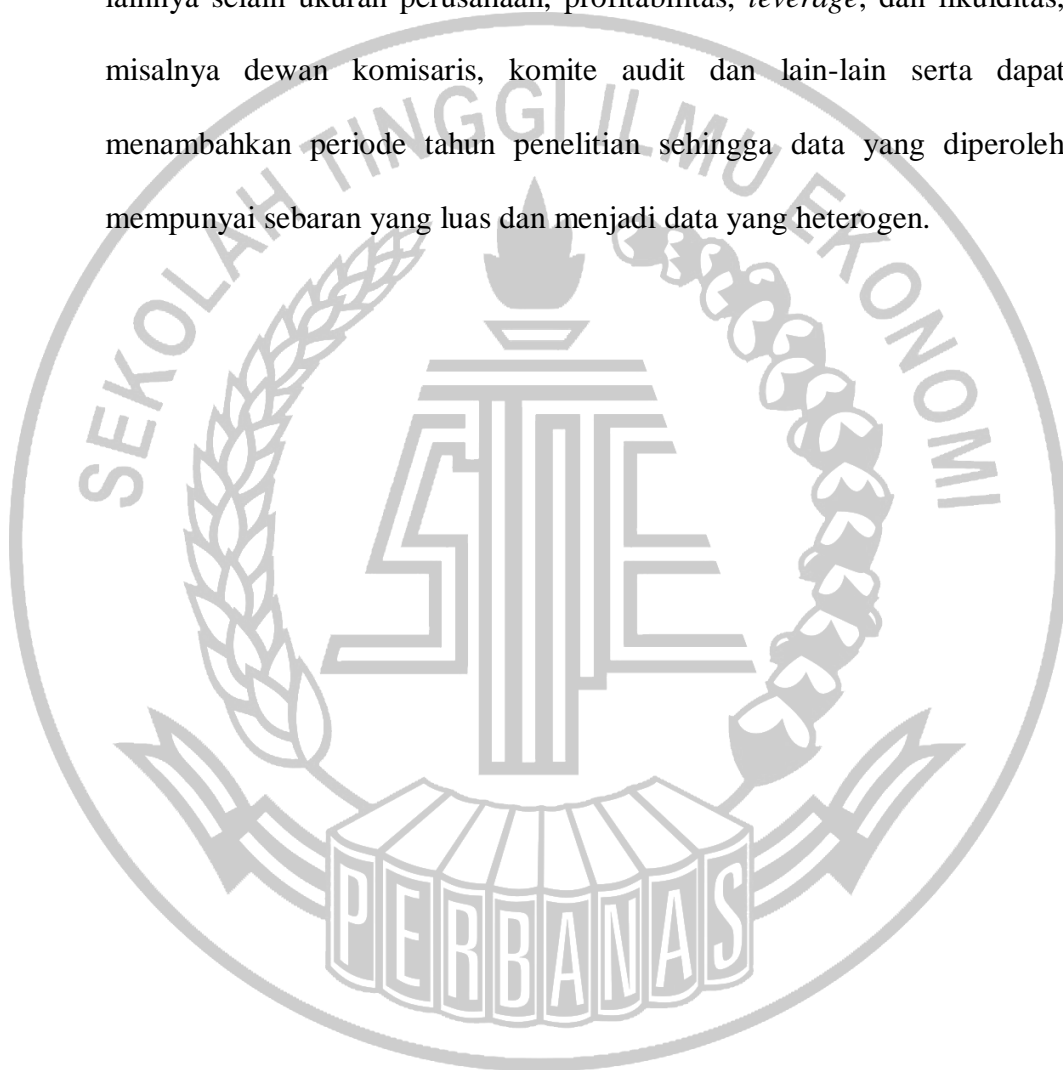 lainnya selain ukuran perusahaan, profitabilitas, leverage, dan likuiditas,
misalnya dewan komisaris, komite audit dan lain-lain serta dapat
menambahkan periode tahun penelitian sehingga data yang diperoleh
mempunyai sebaran yang luas dan menjadi data yang heterogen.
SEKOLAH TINGGI ILMU EKONOMI
STIE
PERBANAS